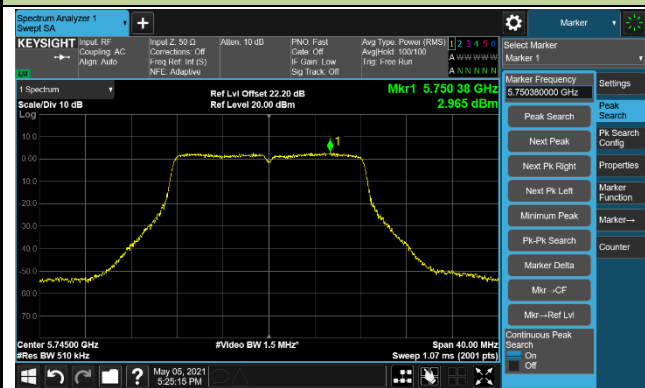 Spectrum Analyzer 1
Swept SA
+
Marker
KEYSIGHT
Input: RF
Coupling: AC
Align: Auto
Input Z: 50 Ω
Corrections: Off
Freq Ref: Int (S)
NFE: Adaptive
Atten: 10 dB
PNO: Fast
Gate: Off
IF Gain: Low
Sig Track: Off
Avg Type: Power (RMS)
Avg|Hold: 100/100
Trig: Free Run
1 2 3 4 5 6
A W W W W W
A N N N N N
LXI
1 Spectrum
Scale/Div 10 dB
Log
Ref Lvl Offset 22.20 dB
Ref Level 20.00 dBm
Mkr1 5.750 38 GHz
2.965 dBm
1
10.0
0.00
-10.0
-20.0
-30.0
-40.0
-50.0
-60.0
-70.0
Center 5.74500 GHz
#Res BW 510 kHz
#Video BW 1.5 MHz*
Span 40.00 MHz
Sweep 1.07 ms (2001 pts)
Select Marker
Marker 1
Marker Frequency
5.750380000 GHz
Peak Search
Next Peak
Next Pk Right
Next Pk Left
Minimum Peak
Pk-Pk Search
Marker Delta
Mkr→CF
Mkr→Ref Lvl
Continuous Peak
Search
On
Off
Settings
Peak
Search
Pk Search
Config
Properties
Marker
Function
Marker→
Counter
?
May 05, 2021
5:25:15 PM